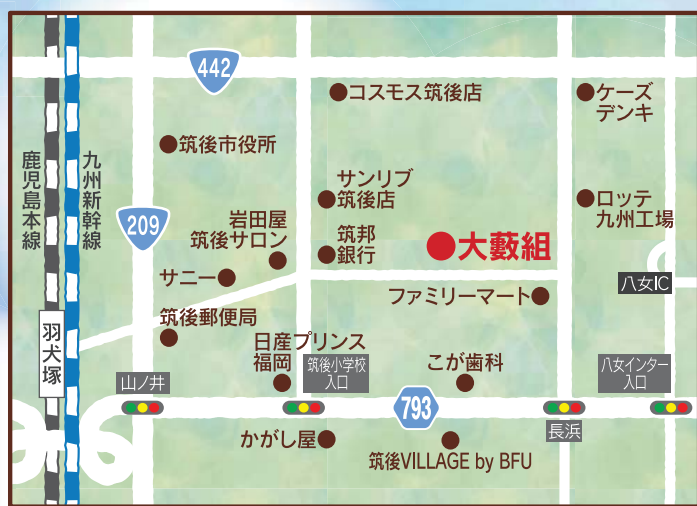 442
コスモス筑後店
ケーズ
デンキ
筑後市役所
鹿児島本線
九州新幹線
サンリブ
筑後店
ロッテ
九州工場
209
岩田屋
筑後サロン
筑邦
銀行
大藪組
サニー
八女IC
ファミリーマート
筑後郵便局
羽犬塚
日産プリンス
福岡
筑後小学校
入口
こが歯科
八女インター
入口
山ノ井
793
長浜
かがし屋
筑後VILLAGE by BFU